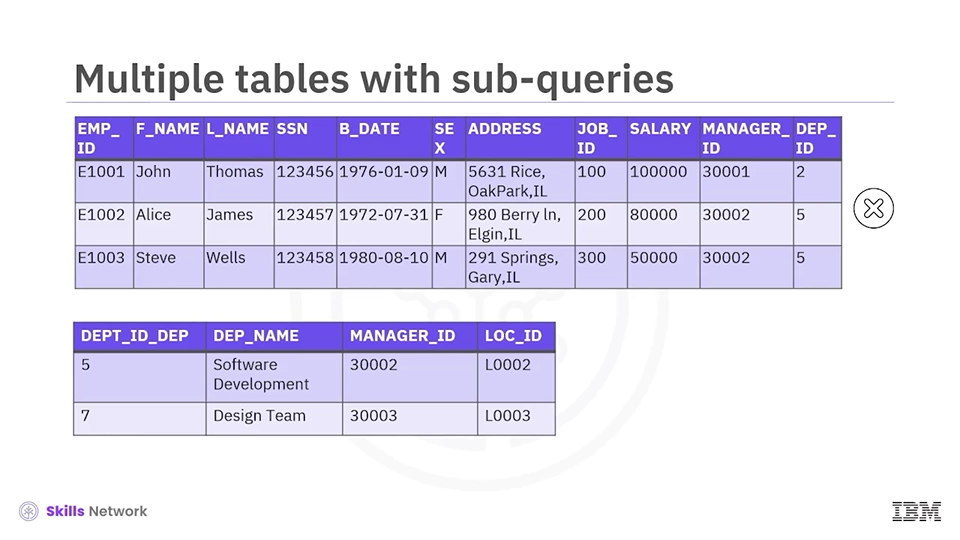 Multiple tables with sub-queries
EMP_ F_NAME L_NAME SSN B_DATE SE ADDRESS JOB_ SALARY MANAGER_ DEP_
ID X ID ID ID
E1001 John Thomas 123456 1976-01-09 M 5631 Rice, 100 100000 30001 2
OakPark,IL
E1002 Alice James 123457 1972-07-31 F 980 Berry ln, 200 80000 30002 5
Elgin,IL
E1003 Steve Wells 123458 1980-08-10 M 291 Springs, 300 50000 30002 5
Gary,IL
DEPT_ID_DEP DEP_NAME MANAGER_ID LOC_ID
5 Software 30002 L0002
Development
7 Design Team 30003 L0003
Skills Network IBM